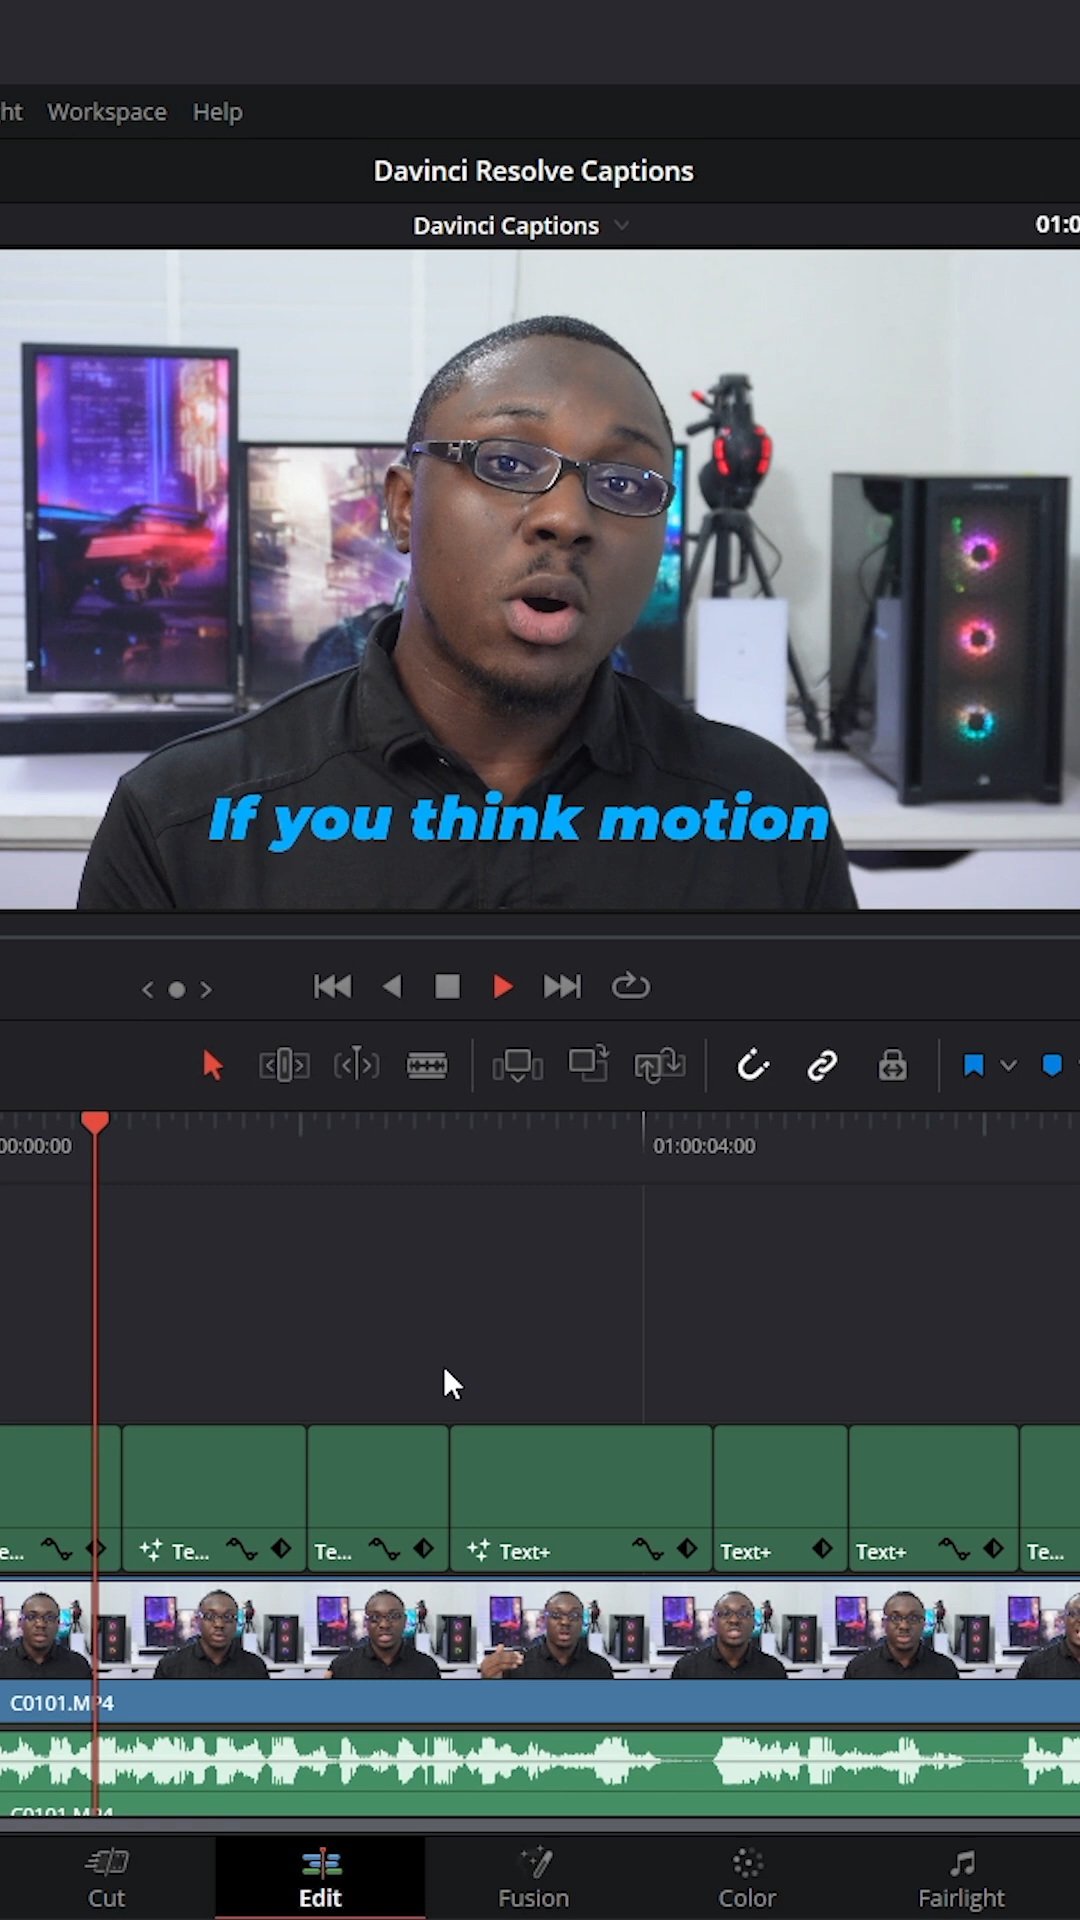 ht Workspace Help
Davinci Resolve Captions
Davinci Captions 01:0
If you think motion
00:00:00 01:00:04:00
e... Te... Te... Text+ Text+ Text+ Te...
C0101.MP4
C0101.MP4
Cut Edit Fusion Color Fairlight